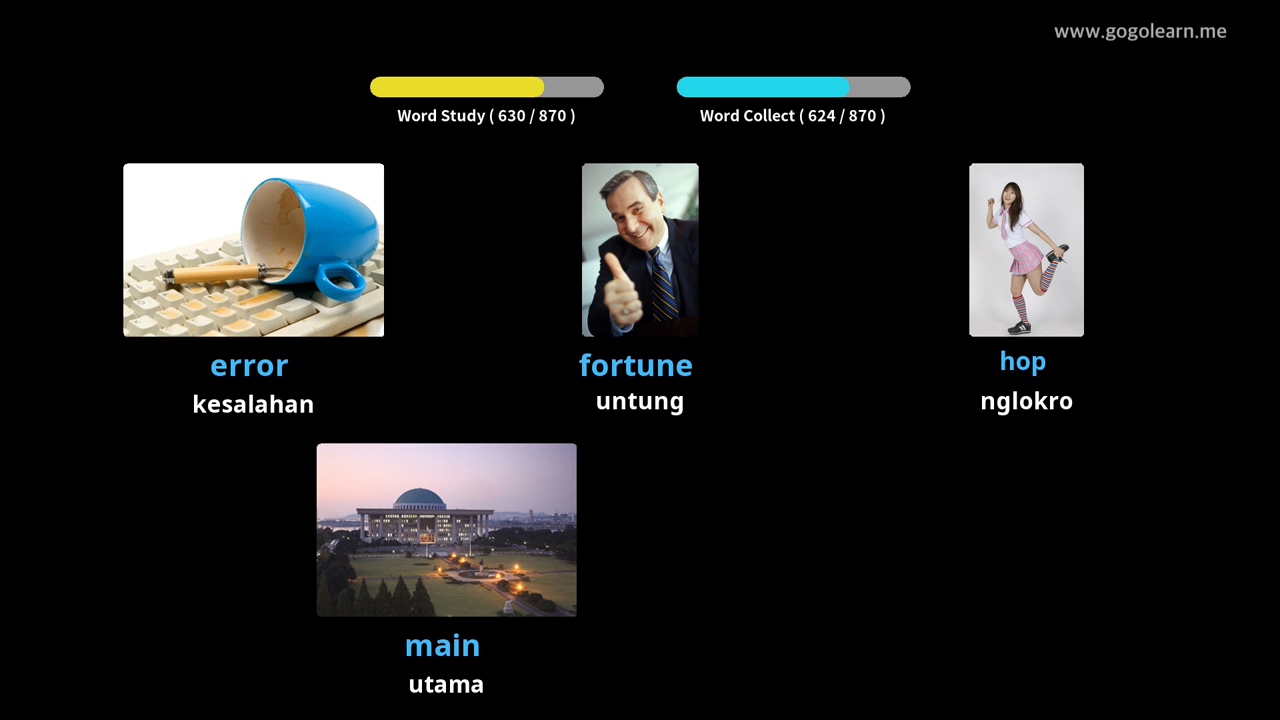 www.gogolearn.me
Word Study ( 630 / 870 )
Word Collect ( 624 / 870 )
error
kesalahan
fortune
untung
hop
nglokro
main
utama